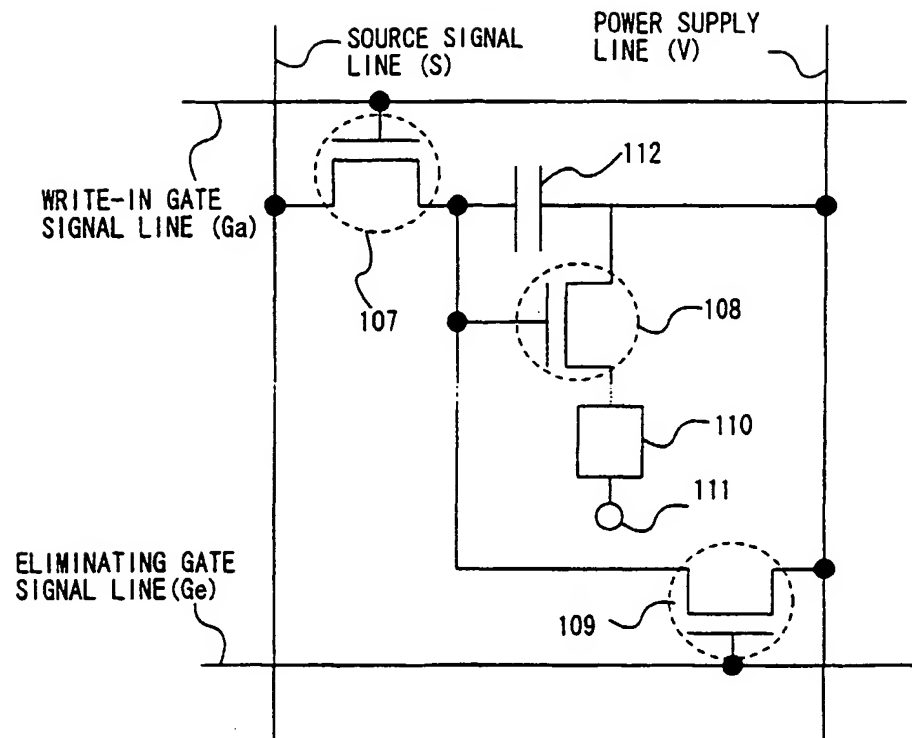 SOURCE SIGNAL
LINE (S)
POWER SUPPLY
LINE (V)
112
WRITE-IN GATE
SIGNAL LINE (Ga)
107
108
110
111
ELIMINATING GATE
SIGNAL LINE(Ge)
109